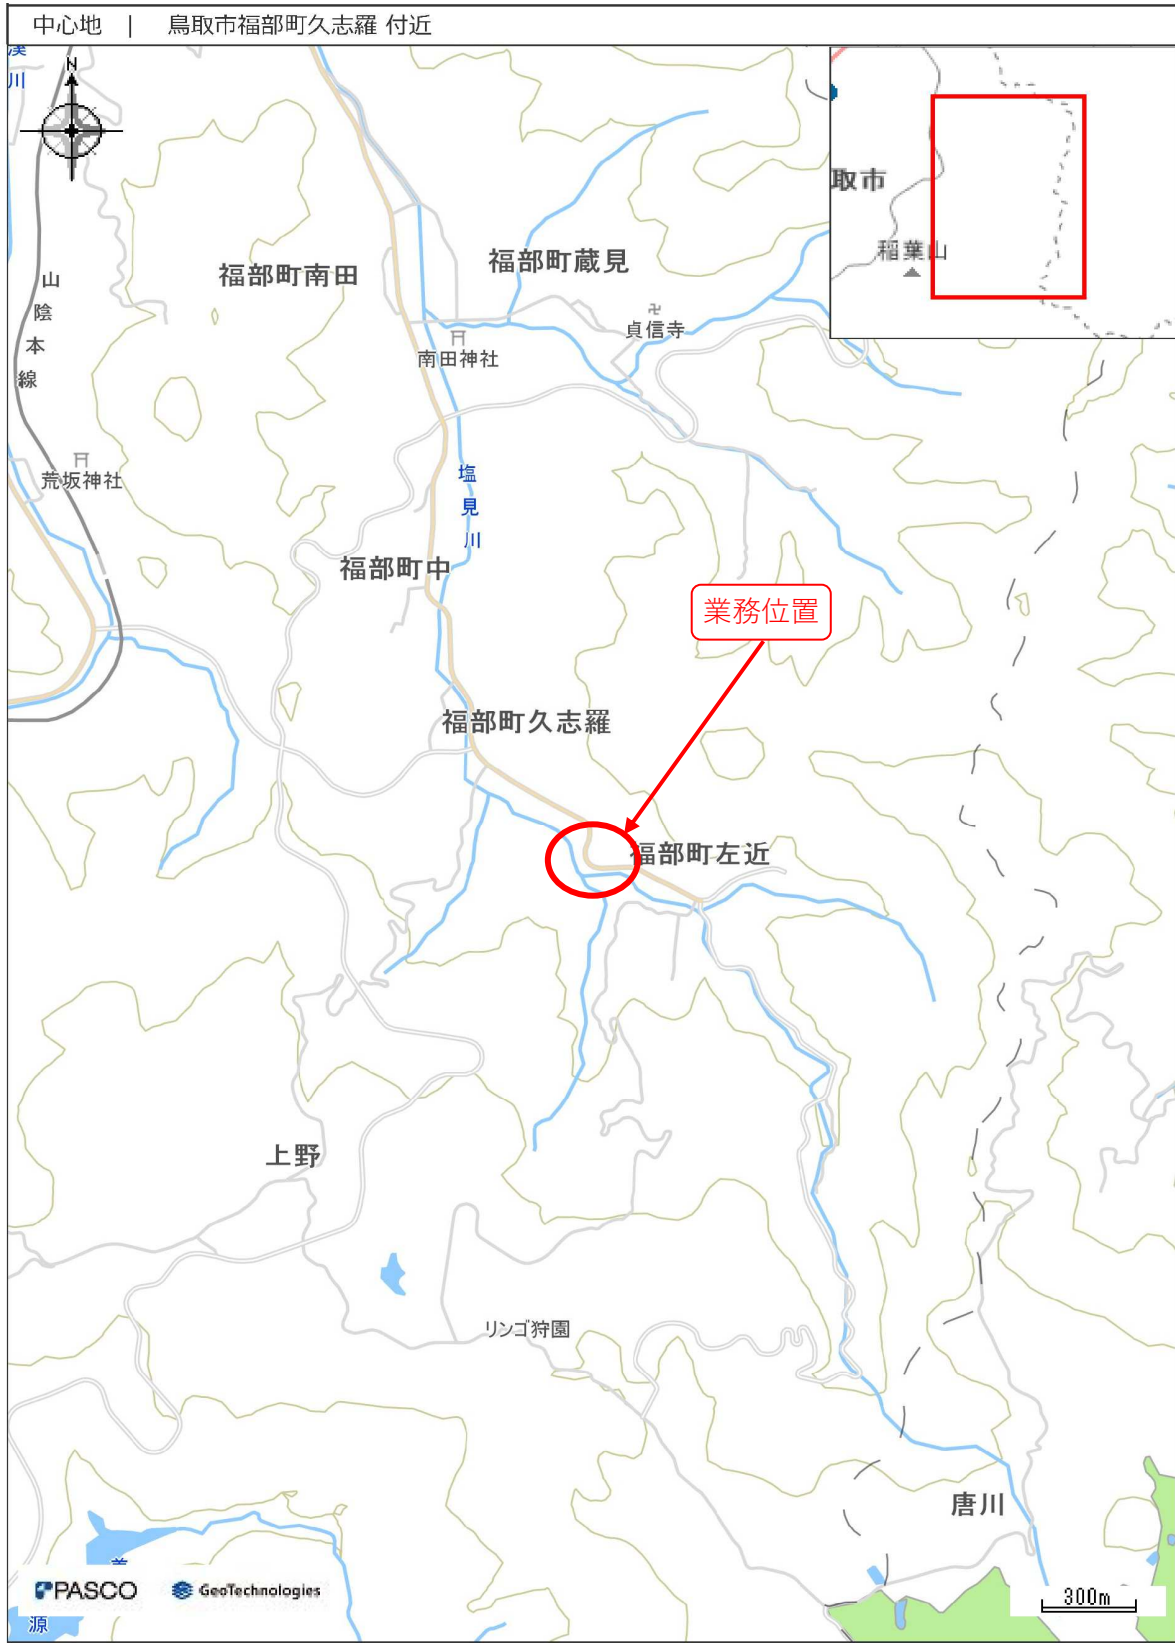 中心地 | 鳥取市福部町久志羅 付近
川
N
取市
稲葉山
福部町南田
福部町蔵見
山陰本線
貞信寺
南田神社
荒坂神社
塩見川
福部町中
業務位置
福部町久志羅
福部町左近
上野
リンゴ狩園
唐川
PASCO
GeoTechnologies
300m
源